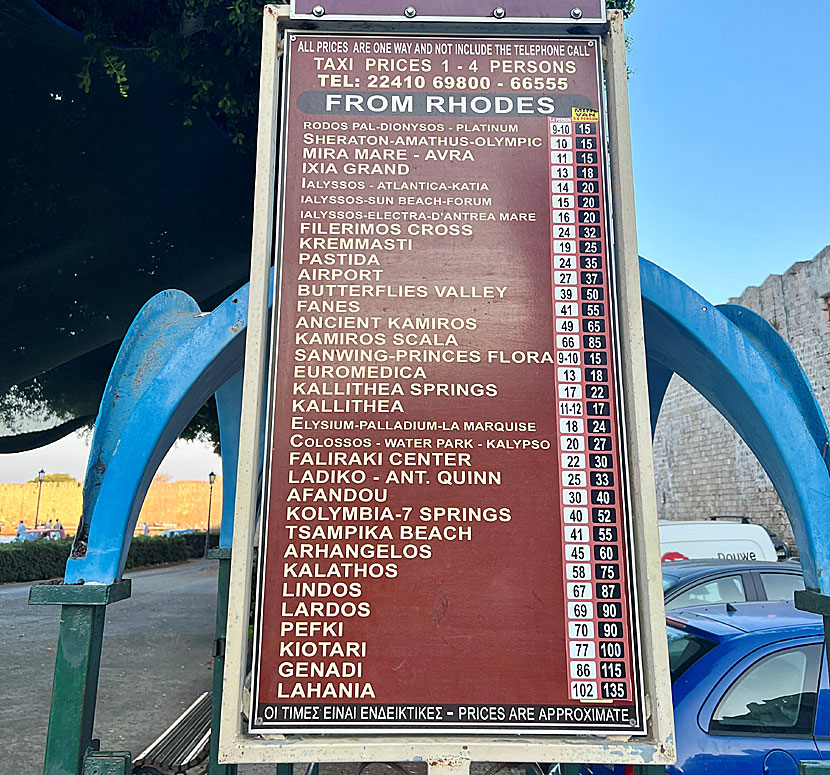 ALL PRICES ARE ONE WAY AND NOT INCLUDE THE TELEPHONE CALL
TAXI PRICES 1 - 4 PERSONS
TEL: 22410 69800 - 66555
FROM RHODES
MINI VAN
RODOS PAL-DIONYSOS - PLATINUM 9-10 15
SHERATON-AMATHUS-OLYMPIC 10 15
MIRA MARE - AVRA 11 15
IXIA GRAND 13 18
IALYSSOS - ATLANTICA-KATIA 14 20
IALYSSOS-SUN BEACH-FORUM 15 20
IALYSSOS-ELECTRA-D'ANTREA MARE 16 20
FILERIMOS CROSS 24 32
KREMMASTI 19 25
PASTIDA 24 35
AIRPORT 27 37
BUTTERFLIES VALLEY 39 50
FANES 41 55
ANCIENT KAMIROS 49 65
KAMIROS SCALA 66 85
SANWING-PRINCES FLORA 9-10 15
EUROMEDICA 13 18
KALLITHEA SPRINGS 17 22
KALLITHEA 11-12 17
ELYSIUM-PALLADIUM-LA MARQUISE 18 24
COLOSSOS - WATER PARK - KALYPSO 20 27
FALIRAKI CENTER 22 30
LADIKO - ANT. QUINN 25 33
AFANDOU 30 40
KOLYMBIA-7 SPRINGS 40 52
TSAMPIKA BEACH 41 55
ARHANGELOS 45 60
KALATHOS 58 75
LINDOS 67 87
LARDOS 69 90
PEFKI 70 90
KIOTARI 77 100
GENADI 86 115
LAHANIA 102 135
ΟΙ ΤΙΜΕΣ ΕΙΝΑΙ ΕΝΔΕΙΚΤΙΚΕΣ – PRICES ARE APPROXIMATE
Douwe